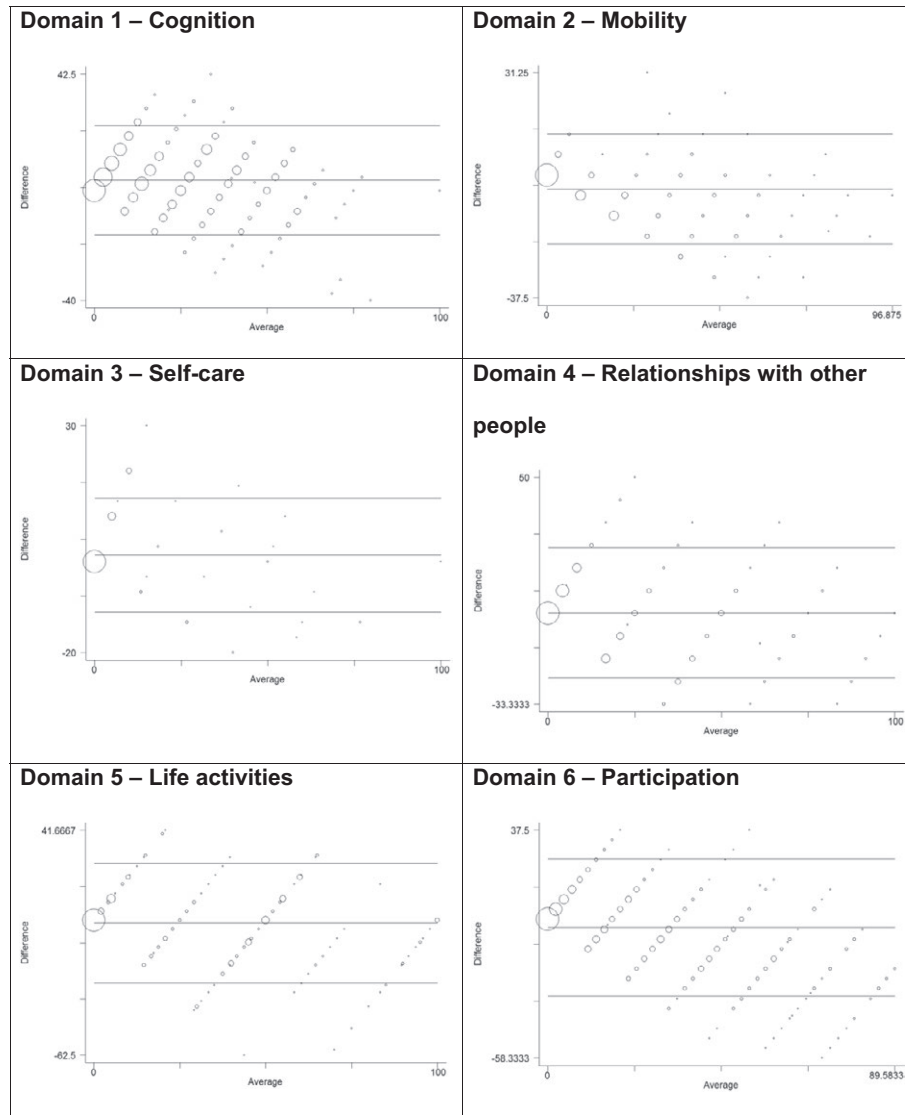 Domain 1 – Cognition
42.5
Difference
-40
0
100
Average
Domain 2 – Mobility
31.25
Difference
-37.5
0
96.875
Average
Domain 3 – Self-care
30
Difference
-20
0
100
Average
Domain 4 – Relationships with other
people
50
Difference
-33.3333
0
100
Average
Domain 5 – Life activities
41.6667
Difference
-62.5
0
100
Average
Domain 6 – Participation
37.5
Difference
-58.3333
0
89.5833
Average